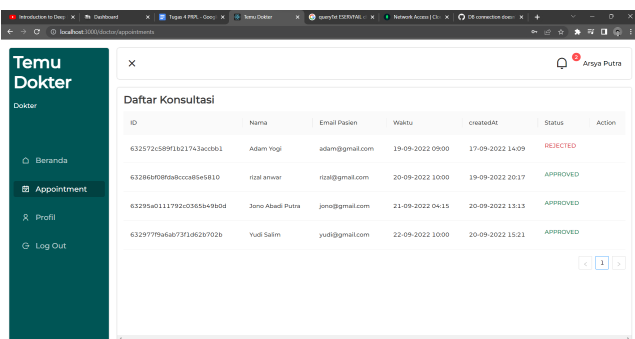 Introduction to Deep
Dashboard
Tugas 4 PRPL - Goog
Temu Dokter
Network Access | Clo
DB connection doesn
localhost:3000/doctor/appointments
Temu
Dokter
Dokter
Beranda
Appointment
Profil
Log Out
2
Arsya Putra
Daftar Konsultasi
ID Nama Email Pasien Waktu createdAt Status Action
632572c589f1b21743accbb1 Adam Yogi adam@gmail.com 19-09-2022 09:00 17-09-2022 14:09 REJECTED
63286bf08fda8ccca85e5810 rizal anwar rizal@gmail.com 20-09-2022 10:00 19-09-2022 20:17 APPROVED
63295a0111792c0365b49b0d Jono Abadi Putra jono@gmail.com 21-09-2022 04:15 20-09-2022 13:13 APPROVED
632977f9a6ab73f1d62b702b Yudi Salim yudi@gmail.com 22-09-2022 10:00 20-09-2022 15:21 APPROVED
1